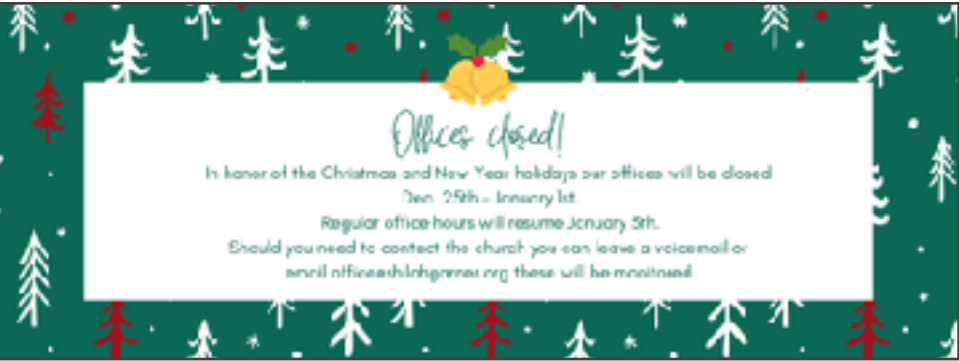 Offices closed!
In honor of the Christmas and New Year holidays our offices will be closed
Dec. 25th - January 1st.
Regular office hours will resume January 5th.
Should you need to contact the church you can leave a voicemail or
email these will be monitored.